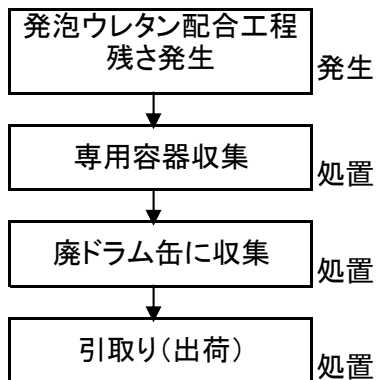 発泡ウレタン配合工程
残さ発生
発生
専用容器収集
処置
廃ドラム缶に収集
処置
引取り（出荷）
処置